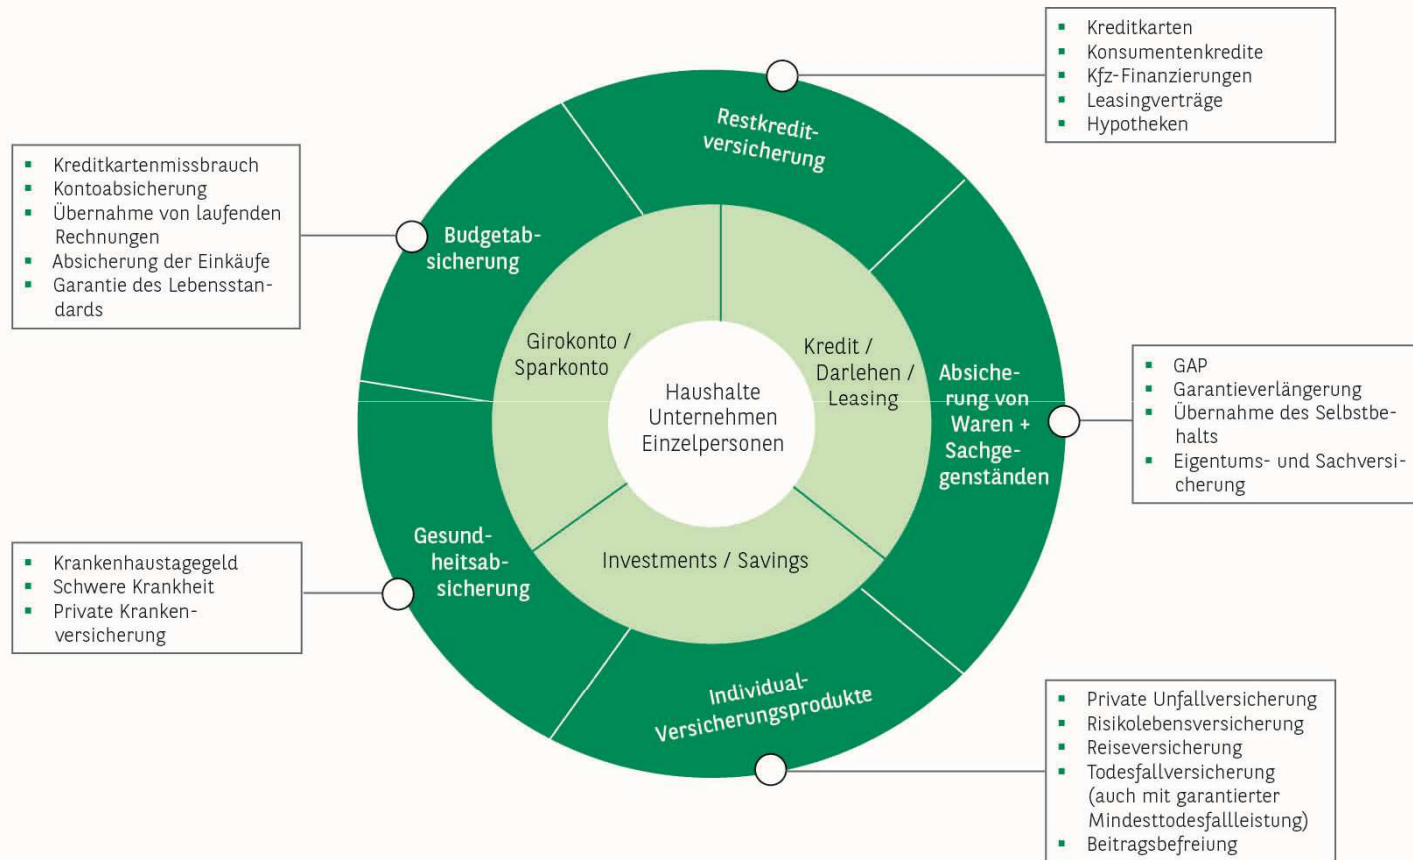 Kreditkarten
Konsumentenkredite
Kfz-Finanzierungen
Leasingverträge
Hypotheken
Restkredit-
versicherung
Kreditkartenmissbrauch
Kontoabsicherung
Übernahme von laufenden
Rechnungen
Absicherung der Einkäufe
Garantie des Lebensstan-
dards
Budgetab-
sicherung
Girokonto /
Sparkonto
Kredit /
Darlehen /
Leasing
Haushalte
Unternehmen
Einzelpersonen
Absiche-
rung von
Waren +
Sachge-
genständen
GAP
Garantieverlängerung
Übernahme des Selbstbe-
halts
Eigentums- und Sachversi-
cherung
Gesund-
heitsab-
sicherung
Investments / Savings
Krankenhaustagegeld
Schwere Krankheit
Private Kranken-
versicherung
Individual-
Versicherungsprodukte
Private Unfallversicherung
Risikolebensversicherung
Reiseversicherung
Todesfallversicherung
(auch mit garantierter
Mindesttodesfallleistung)
Beitragsbefreiung